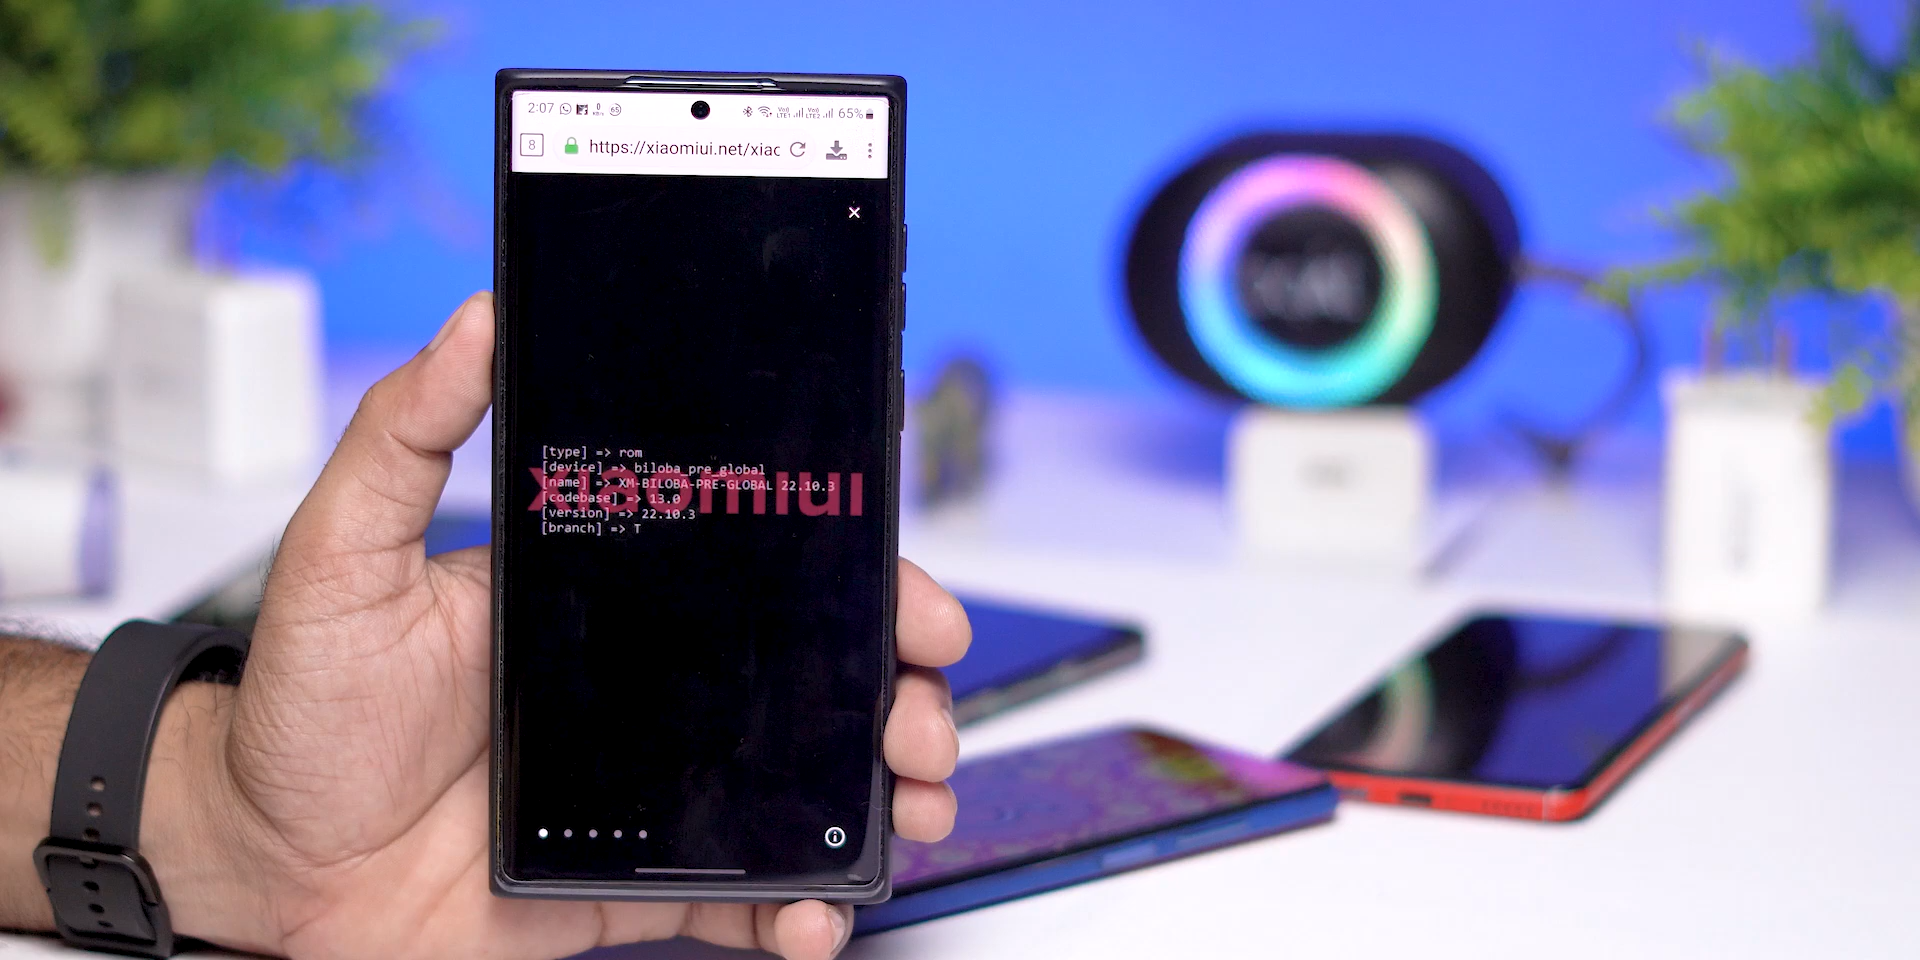 2:07 65%
8 https://xiaomiui.net/xiac
[type] => rom
[device] => biloba_pre_global
[name] => XM-BILOBA-PRE-GLOBAL 22.10.3
[codebase] => 13.0
[version] => 22.10.3
[branch] => T
xiaomiui